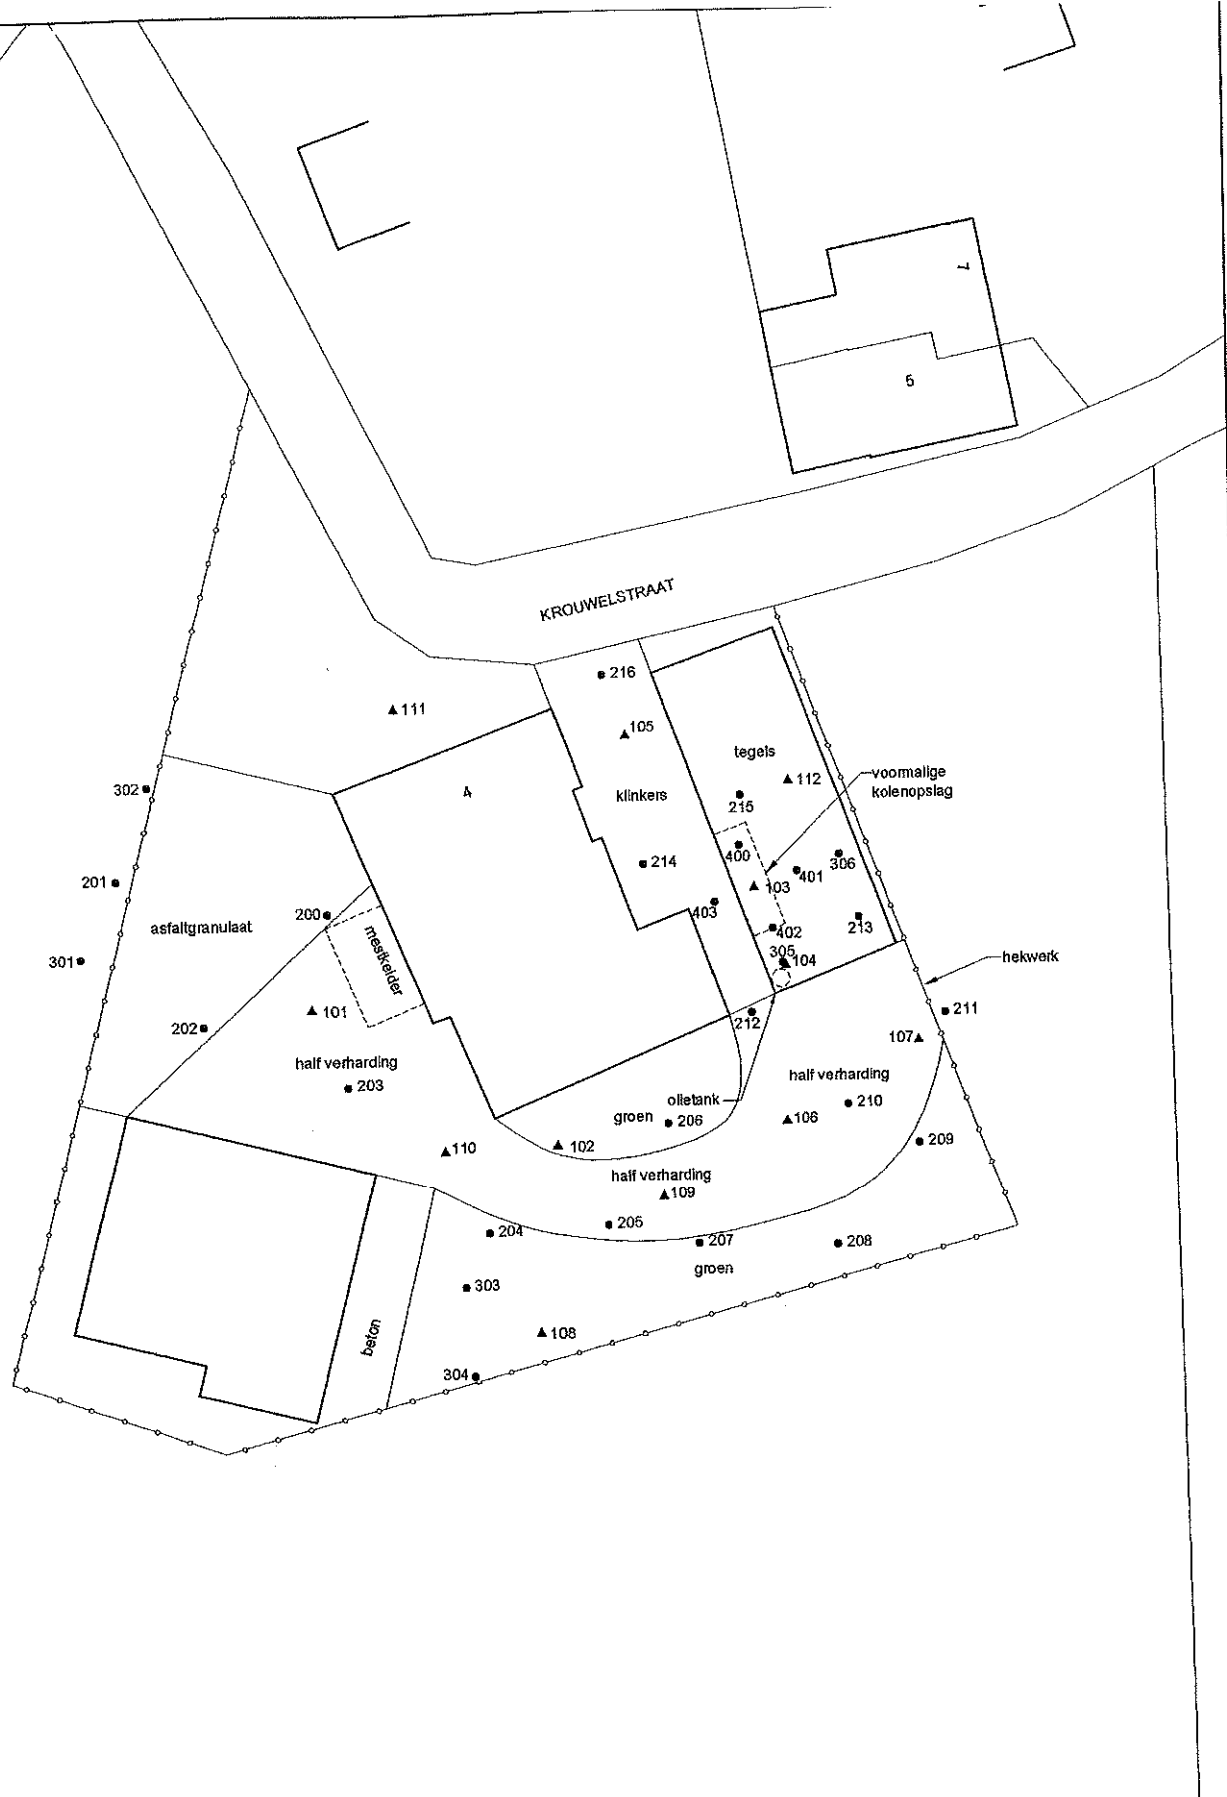 7
5
KROUWELSTRAAT
216
111
105
tegels
112
voormalige
kolenopslag
4
302
klinkers
215
400
306
214
401
201
103
403
200
213
asfaltgranulaat
402
mestkelder
305
104
301
hekwerk
101
211
202
212
107
half verharding
half verharding
203
olietank
210
groen
206
106
209
110
102
half verharding
109
205
204
207
208
groen
303
108
beton
304